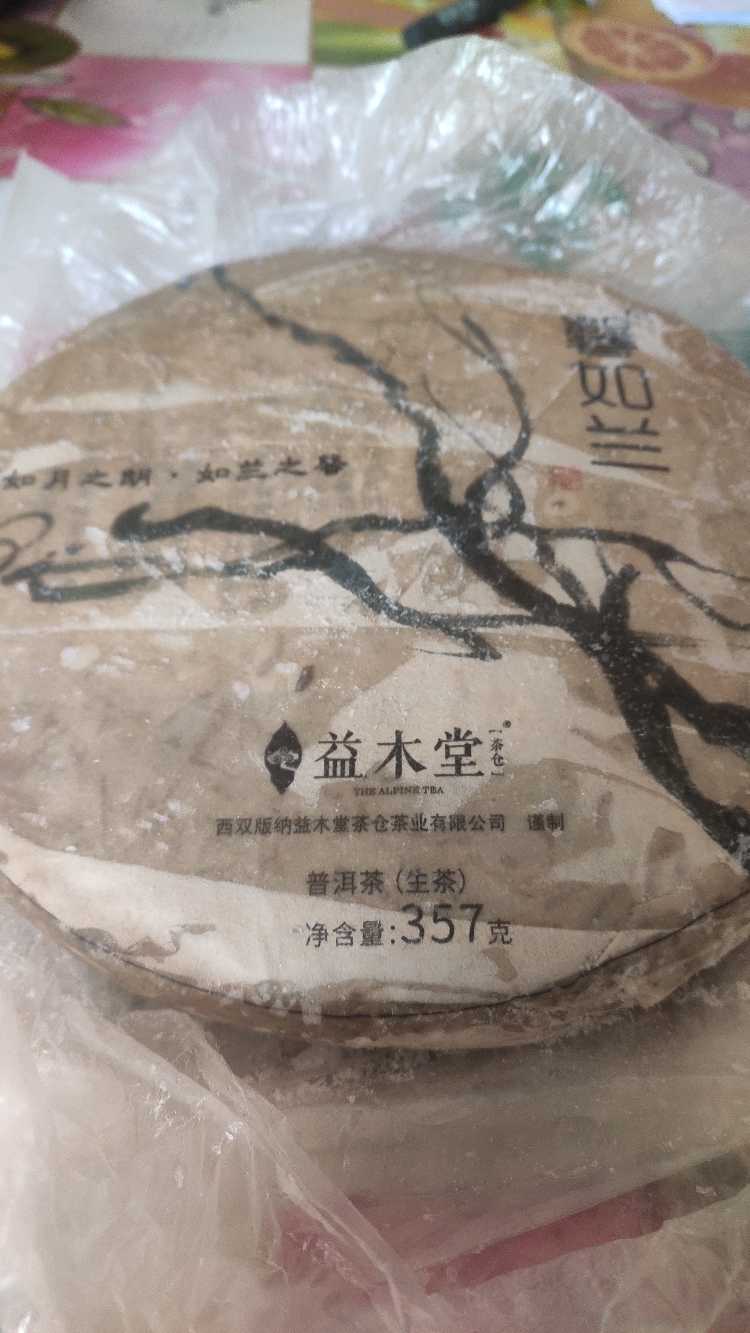 馨如兰
如月之明·如兰之馨
益木堂[茶仓]®
THE ALPINE TEA
西双版纳益木堂茶仓茶业有限公司 谨制
普洱茶(生茶)
净含量:357克